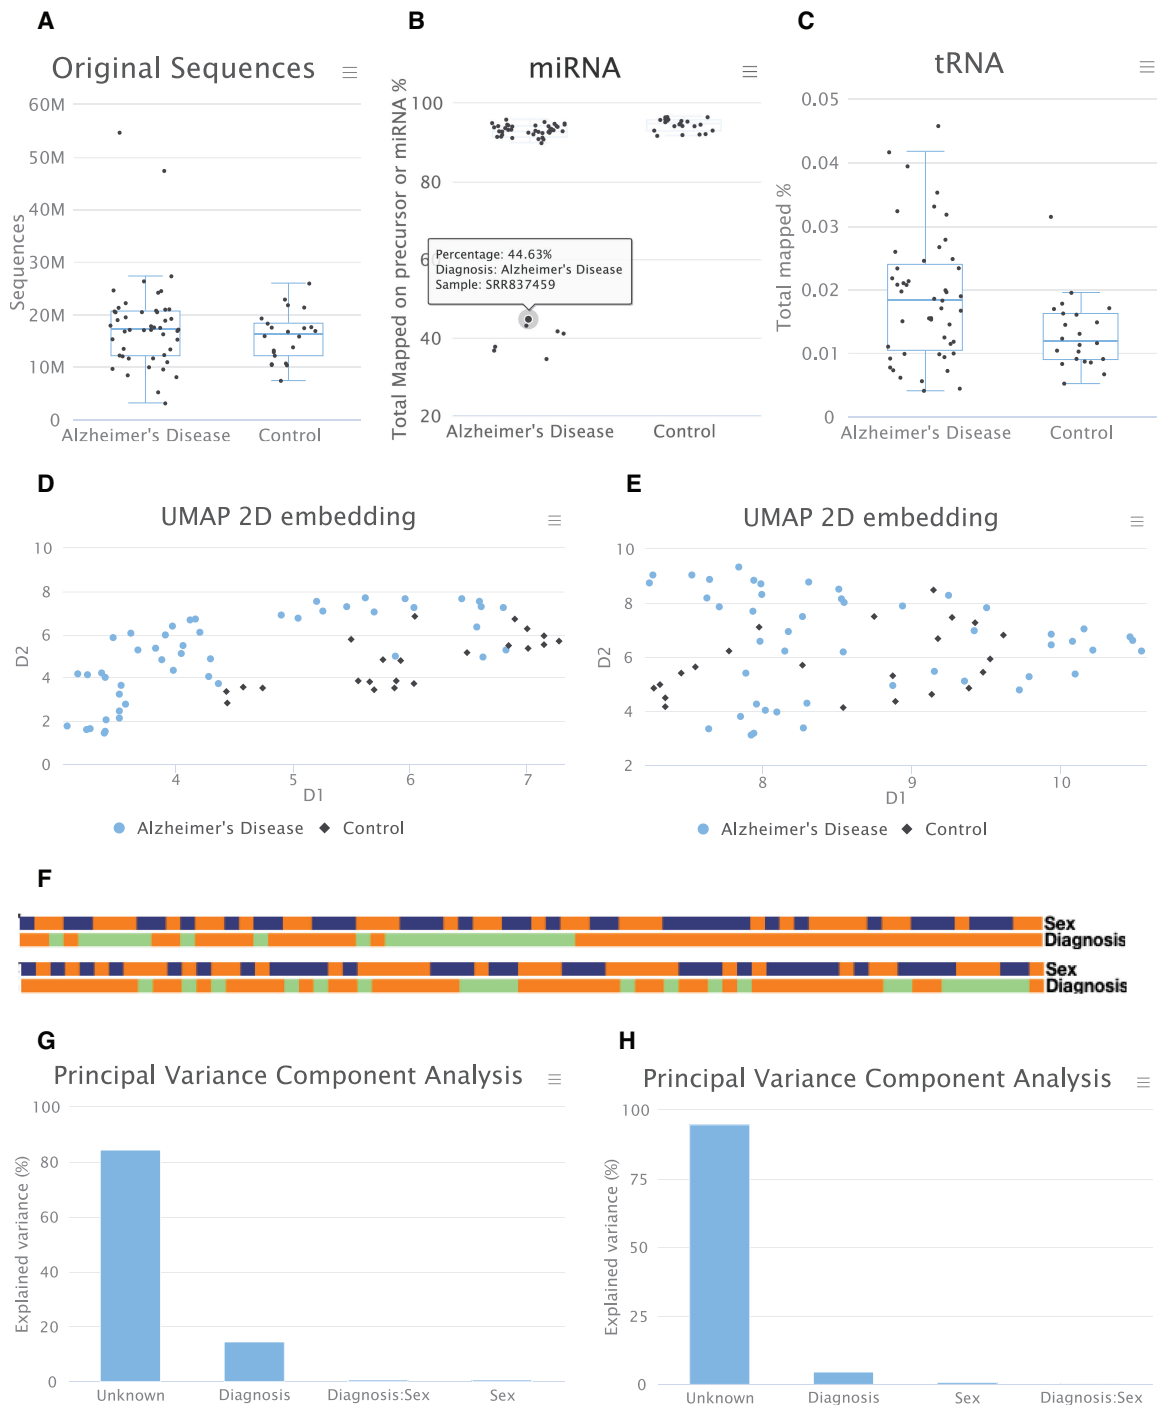 A
B
C
Original Sequences
miRNA
tRNA
60M
50M
40M
30M
20M
10M
0
Sequences
Alzheimer's Disease
Control
100
80
60
40
20
Total Mapped on precursor or miRNA %
Percentage: 44.63%
Diagnosis: Alzheimer's Disease
Sample: SRR837459
Alzheimer's Disease
Control
0.05
0.04
0.03
0.02
0.01
0
Total mapped %
Alzheimer's Disease
Control
D
E
UMAP 2D embedding
10
8
6
4
2
0
D2
4
5
6
7
D1
Alzheimer's Disease
Control
UMAP 2D embedding
10
8
6
4
2
D2
8
9
10
D1
Alzheimer's Disease
Control
F
Sex
Diagnosis
Sex
Diagnosis
G
H
Principal Variance Component Analysis
100
80
60
40
20
0
Explained variance (%)
Unknown
Diagnosis
Diagnosis:Sex
Sex
Principal Variance Component Analysis
100
75
50
25
0
Explained variance (%)
Unknown
Diagnosis
Sex
Diagnosis:Sex